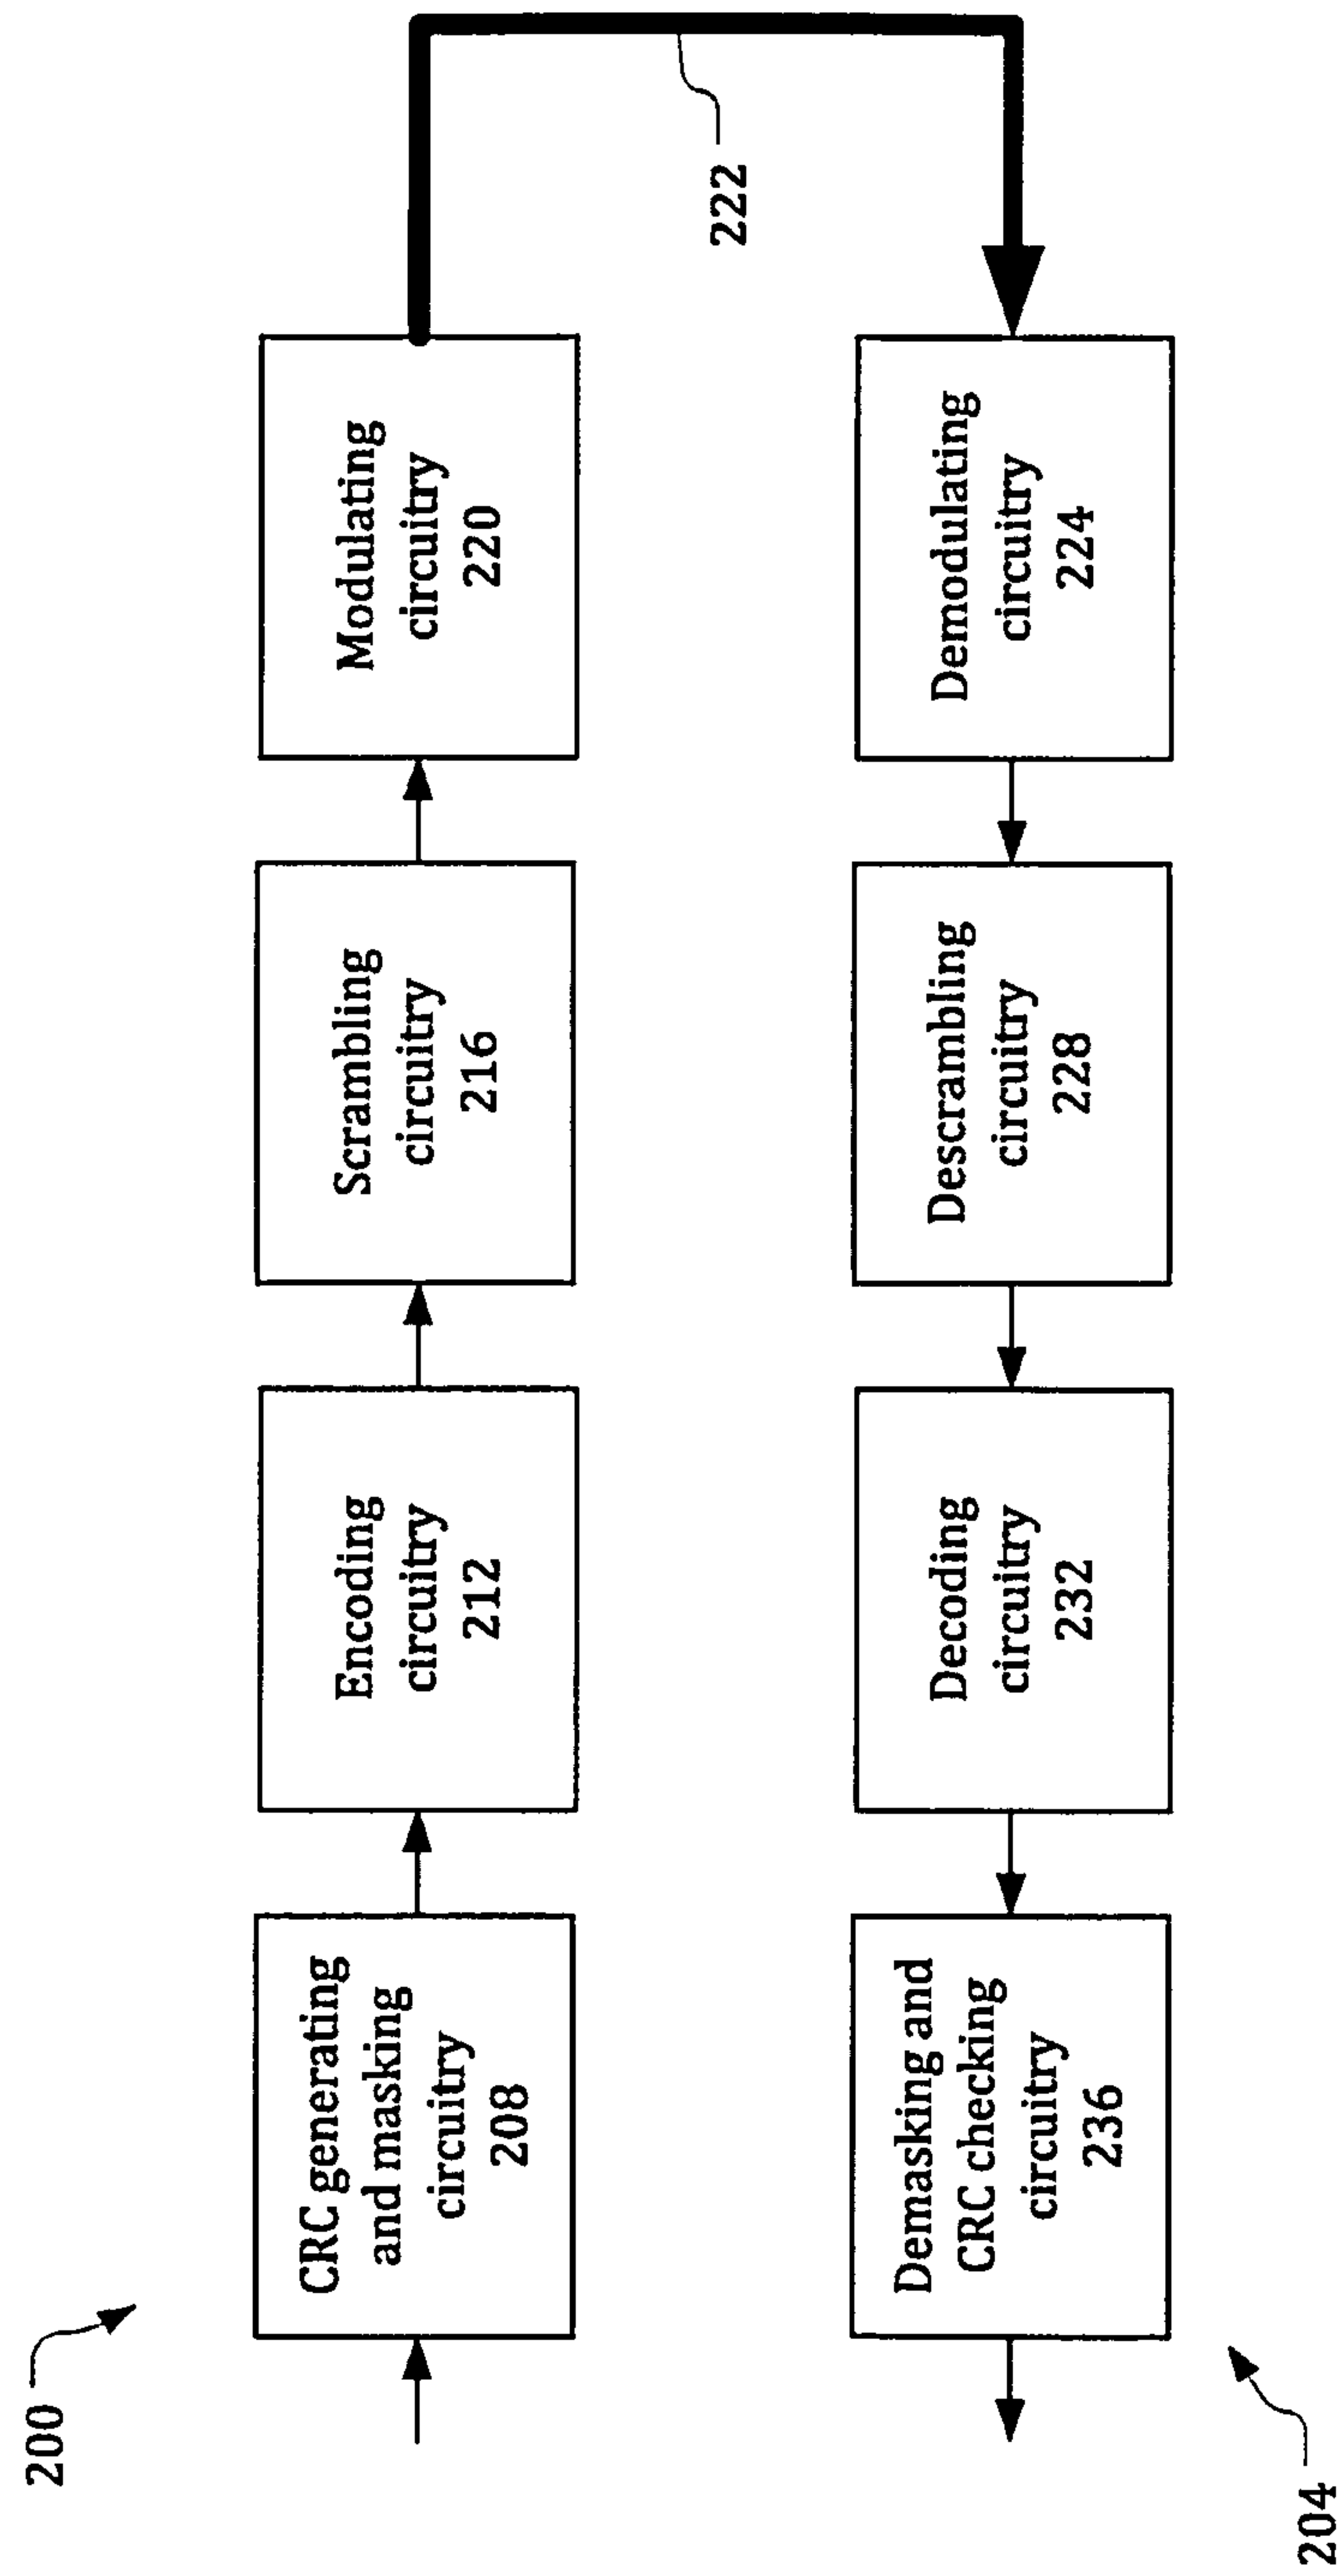 200
CRC generating
and masking
circuitry
208
Encoding
circuitry
212
Scrambling
circuitry
216
Modulating
circuitry
220
222
Demodulating
circuitry
224
Descrambling
circuitry
228
Decoding
circuitry
232
Demasking and
CRC checking
circuitry
236
204